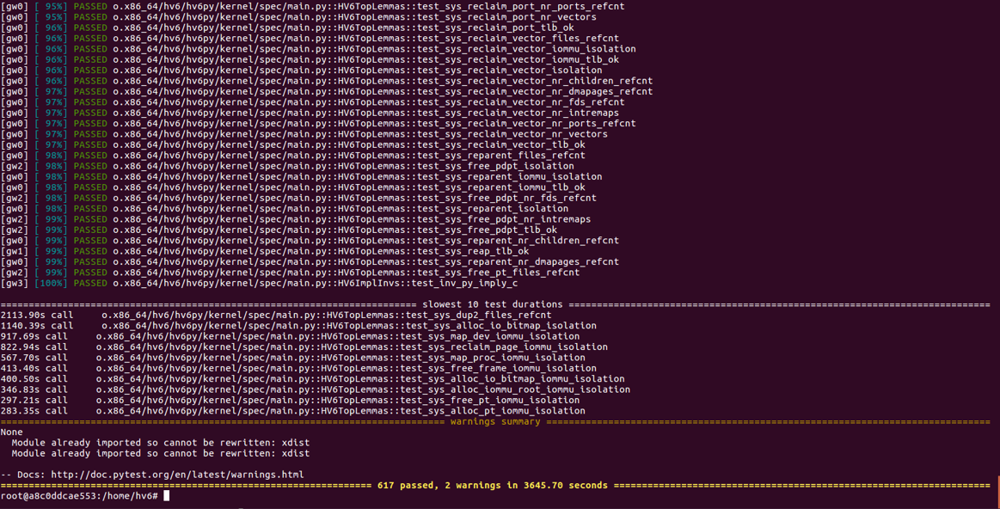 [gw0] [ 95%] PASSED o.x86_64/hv6/hv6py/kernel/spec/main.py::HV6TopLemmas::test_sys_reclaim_port_nr_ports_refcnt
[gw0] [ 95%] PASSED o.x86_64/hv6/hv6py/kernel/spec/main.py::HV6TopLemmas::test_sys_reclaim_port_nr_vectors
[gw0] [ 96%] PASSED o.x86_64/hv6/hv6py/kernel/spec/main.py::HV6TopLemmas::test_sys_reclaim_port_tlb_ok
[gw0] [ 96%] PASSED o.x86_64/hv6/hv6py/kernel/spec/main.py::HV6TopLemmas::test_sys_reclaim_vector_files_refcnt
[gw0] [ 96%] PASSED o.x86_64/hv6/hv6py/kernel/spec/main.py::HV6TopLemmas::test_sys_reclaim_vector_iommu_isolation
[gw0] [ 96%] PASSED o.x86_64/hv6/hv6py/kernel/spec/main.py::HV6TopLemmas::test_sys_reclaim_vector_iommu_tlb_ok
[gw0] [ 96%] PASSED o.x86_64/hv6/hv6py/kernel/spec/main.py::HV6TopLemmas::test_sys_reclaim_vector_isolation
[gw0] [ 96%] PASSED o.x86_64/hv6/hv6py/kernel/spec/main.py::HV6TopLemmas::test_sys_reclaim_vector_nr_children_refcnt
[gw0] [ 97%] PASSED o.x86_64/hv6/hv6py/kernel/spec/main.py::HV6TopLemmas::test_sys_reclaim_vector_nr_dmapages_refcnt
[gw0] [ 97%] PASSED o.x86_64/hv6/hv6py/kernel/spec/main.py::HV6TopLemmas::test_sys_reclaim_vector_nr_fds_refcnt
[gw0] [ 97%] PASSED o.x86_64/hv6/hv6py/kernel/spec/main.py::HV6TopLemmas::test_sys_reclaim_vector_nr_intremaps
[gw0] [ 97%] PASSED o.x86_64/hv6/hv6py/kernel/spec/main.py::HV6TopLemmas::test_sys_reclaim_vector_nr_ports_refcnt
[gw0] [ 97%] PASSED o.x86_64/hv6/hv6py/kernel/spec/main.py::HV6TopLemmas::test_sys_reclaim_vector_nr_vectors
[gw0] [ 97%] PASSED o.x86_64/hv6/hv6py/kernel/spec/main.py::HV6TopLemmas::test_sys_reclaim_vector_tlb_ok
[gw0] [ 98%] PASSED o.x86_64/hv6/hv6py/kernel/spec/main.py::HV6TopLemmas::test_sys_reparent_files_refcnt
[gw2] [ 98%] PASSED o.x86_64/hv6/hv6py/kernel/spec/main.py::HV6TopLemmas::test_sys_free_pdpt_isolation
[gw0] [ 98%] PASSED o.x86_64/hv6/hv6py/kernel/spec/main.py::HV6TopLemmas::test_sys_reparent_iommu_isolation
[gw0] [ 98%] PASSED o.x86_64/hv6/hv6py/kernel/spec/main.py::HV6TopLemmas::test_sys_reparent_iommu_tlb_ok
[gw2] [ 98%] PASSED o.x86_64/hv6/hv6py/kernel/spec/main.py::HV6TopLemmas::test_sys_free_pdpt_nr_fds_refcnt
[gw0] [ 98%] PASSED o.x86_64/hv6/hv6py/kernel/spec/main.py::HV6TopLemmas::test_sys_reparent_isolation
[gw2] [ 99%] PASSED o.x86_64/hv6/hv6py/kernel/spec/main.py::HV6TopLemmas::test_sys_free_pdpt_nr_intremaps
[gw2] [ 99%] PASSED o.x86_64/hv6/hv6py/kernel/spec/main.py::HV6TopLemmas::test_sys_free_pdpt_tlb_ok
[gw0] [ 99%] PASSED o.x86_64/hv6/hv6py/kernel/spec/main.py::HV6TopLemmas::test_sys_reparent_nr_children_refcnt
[gw1] [ 99%] PASSED o.x86_64/hv6/hv6py/kernel/spec/main.py::HV6TopLemmas::test_sys_reap_tlb_ok
[gw0] [ 99%] PASSED o.x86_64/hv6/hv6py/kernel/spec/main.py::HV6TopLemmas::test_sys_reparent_nr_dmapages_refcnt
[gw2] [ 99%] PASSED o.x86_64/hv6/hv6py/kernel/spec/main.py::HV6TopLemmas::test_sys_free_pt_files_refcnt
[gw3] [100%] PASSED o.x86_64/hv6/hv6py/kernel/spec/main.py::HV6ImplInvs::test_inv_py_imply_c
========================================================================== slowest 10 test durations ===========================================================================
2113.90s call     o.x86_64/hv6/hv6py/kernel/spec/main.py::HV6TopLemmas::test_sys_dup2_files_refcnt
1140.39s call     o.x86_64/hv6/hv6py/kernel/spec/main.py::HV6TopLemmas::test_sys_alloc_io_bitmap_isolation
917.69s call     o.x86_64/hv6/hv6py/kernel/spec/main.py::HV6TopLemmas::test_sys_map_dev_iommu_isolation
822.94s call     o.x86_64/hv6/hv6py/kernel/spec/main.py::HV6TopLemmas::test_sys_reclaim_page_iommu_isolation
567.70s call     o.x86_64/hv6/hv6py/kernel/spec/main.py::HV6TopLemmas::test_sys_map_proc_iommu_isolation
413.40s call     o.x86_64/hv6/hv6py/kernel/spec/main.py::HV6TopLemmas::test_sys_free_frame_iommu_isolation
400.50s call     o.x86_64/hv6/hv6py/kernel/spec/main.py::HV6TopLemmas::test_sys_alloc_io_bitmap_iommu_isolation
346.83s call     o.x86_64/hv6/hv6py/kernel/spec/main.py::HV6TopLemmas::test_sys_alloc_iommu_root_iommu_isolation
297.21s call     o.x86_64/hv6/hv6py/kernel/spec/main.py::HV6TopLemmas::test_sys_free_pt_iommu_isolation
283.35s call     o.x86_64/hv6/hv6py/kernel/spec/main.py::HV6TopLemmas::test_sys_alloc_pt_iommu_isolation
=============================================================================== warnings summary ===============================================================================
None
  Module already imported so cannot be rewritten: xdist
  Module already imported so cannot be rewritten: xdist
-- Docs: http://doc.pytest.org/en/latest/warnings.html
================================================================== 617 passed, 2 warnings in 3645.70 seconds ===================================================================
root@a8c0ddcae553:/home/hv6#